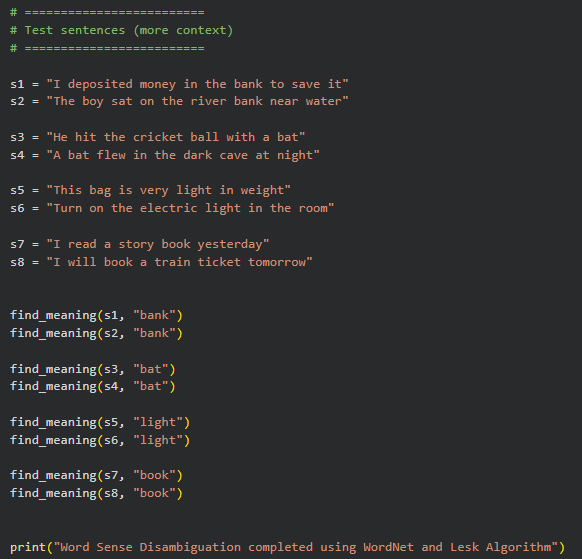 # =========================
# Test sentences (more context)
# =========================
s1 = "I deposited money in the bank to save it"
s2 = "The boy sat on the river bank near water"
s3 = "He hit the cricket ball with a bat"
s4 = "A bat flew in the dark cave at night"
s5 = "This bag is very light in weight"
s6 = "Turn on the electric light in the room"
s7 = "I read a story book yesterday"
s8 = "I will book a train ticket tomorrow"
find_meaning(s1, "bank")
find_meaning(s2, "bank")
find_meaning(s3, "bat")
find_meaning(s4, "bat")
find_meaning(s5, "light")
find_meaning(s6, "light")
find_meaning(s7, "book")
find_meaning(s8, "book")
print("Word Sense Disambiguation completed using WordNet and Lesk Algorithm")